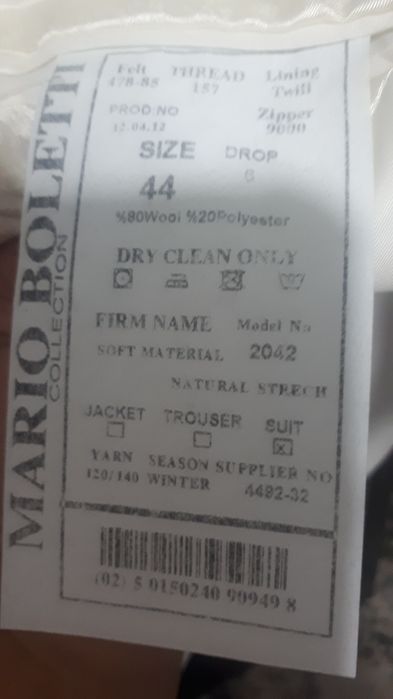 MARIO BOLETTI
COLLECTION
Felt THREAD Lining
478-88 157 Twill
PROD NO Zipper
12.04.12 9000
SIZE DROP
44 6
%80Wool %20Polyester
DRY CLEAN ONLY
FIRM NAME Model No
SOFT MATERIAL 2042
NATURAL STRECH
JACKET TROUSER SUIT
YARN SEASON SUPPLIER NO
120/140 WINTER 4492-32
(02) 5 0150240 90949 8